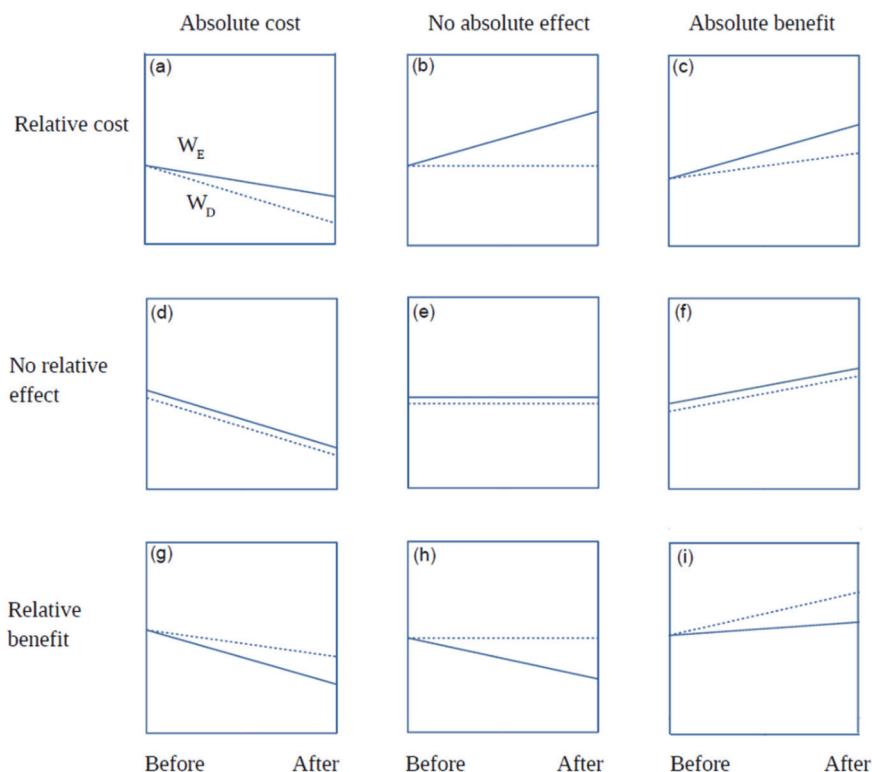 Absolute cost No absolute effect Absolute benefit
(a) (b) (c)
Relative cost
W_E
W_D
(d) (e) (f)
No relative
effect
(g) (h) (i)
Relative
benefit
Before After Before After Before After